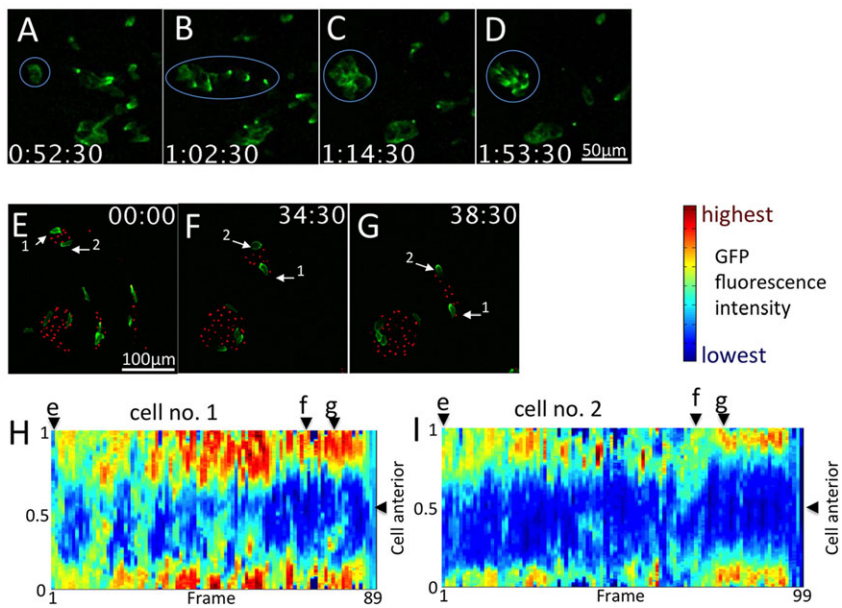 A B C D
0:52:30 1:02:30 1:14:30 1:53:30 50µm
E 00:00 F 34:30 G 38:30
1 2 2 1 2 1
100µm
highest
GFP
fluorescence
intensity
lowest
H e cell no. 1 f g
1
0.5
0
1 Frame 89
Cell anterior
I e cell no. 2 f g
1
0.5
0
1 Frame 99
Cell anterior